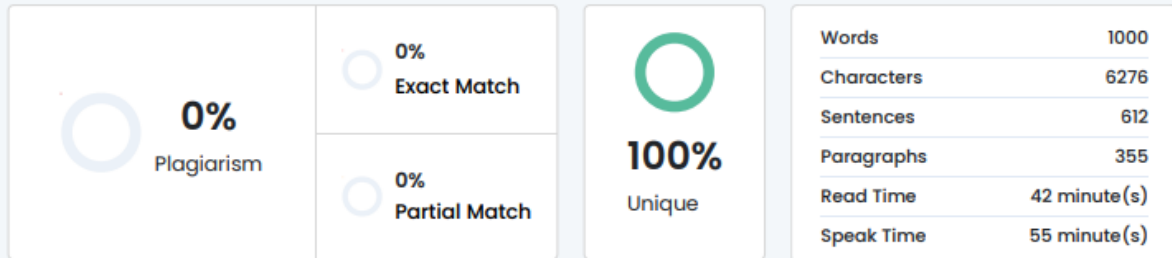 0%
Plagiarism
0%
Exact Match
0%
Partial Match
100%
Unique
Words 1000
Characters 6276
Sentences 612
Paragraphs 355
Read Time 42 minute(s)
Speak Time 55 minute(s)